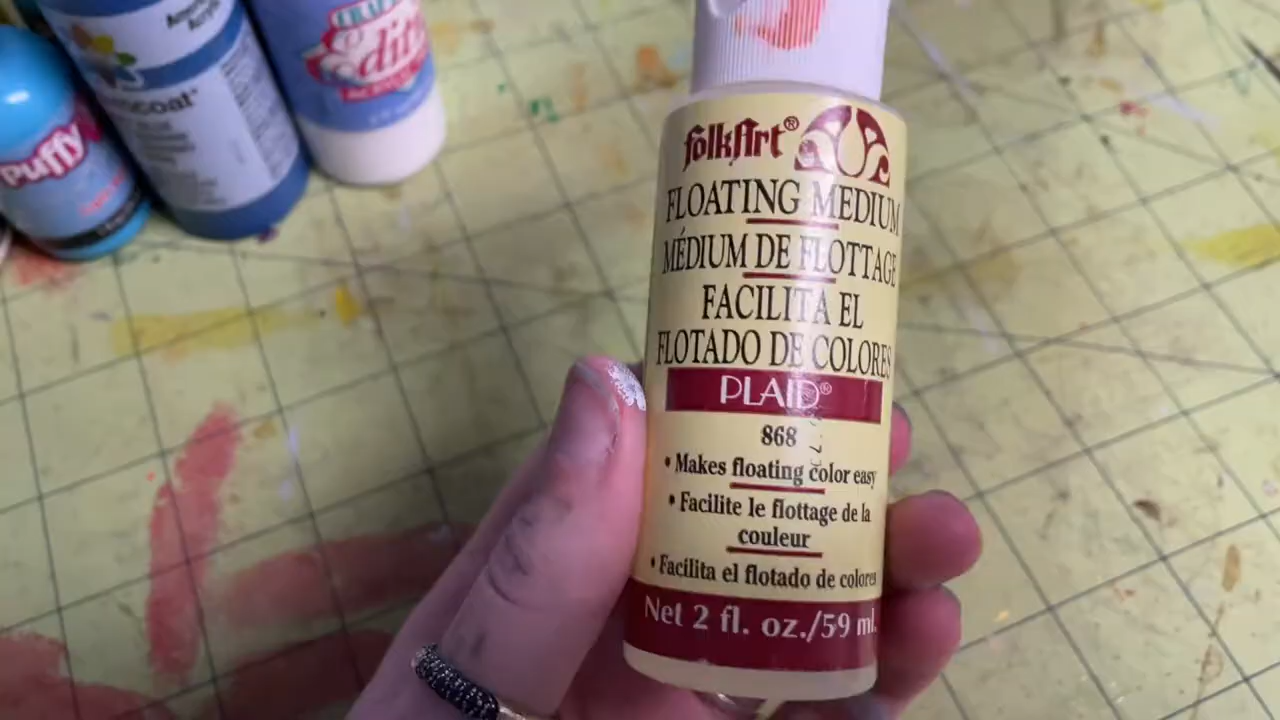 Puffy
Crafter's
Edition
folkArt®
FLOATING MEDIUM
MÉDIUM DE FLOTTAGE
FACILITA EL
FLOTADO DE COLORES
PLAID®
868
• Makes floating color easy
• Facilite le flottage de la
couleur
• Facilita el flotado de colores
Net 2 fl. oz./59 ml.